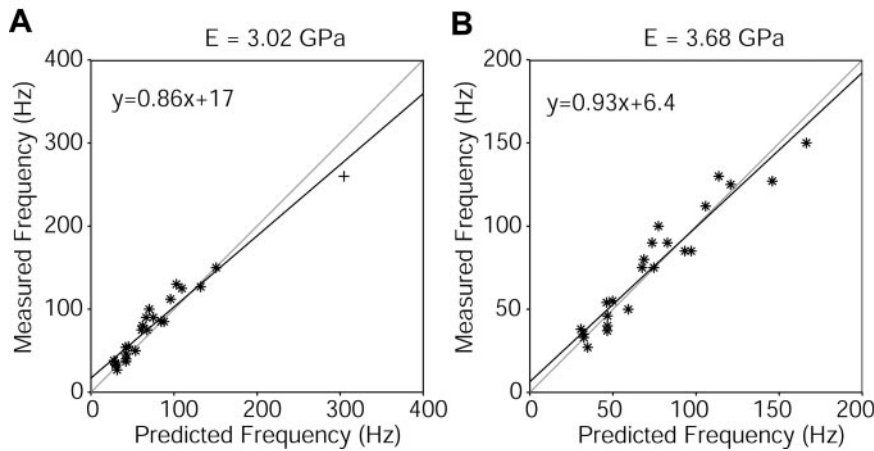 A
E = 3.02 GPa
y=0.86x+17
Measured Frequency (Hz)
400
300
200
100
0
0 100 200 300 400
Predicted Frequency (Hz)
B
E = 3.68 GPa
y=0.93x+6.4
Measured Frequency (Hz)
200
150
100
50
0
0 50 100 150 200
Predicted Frequency (Hz)